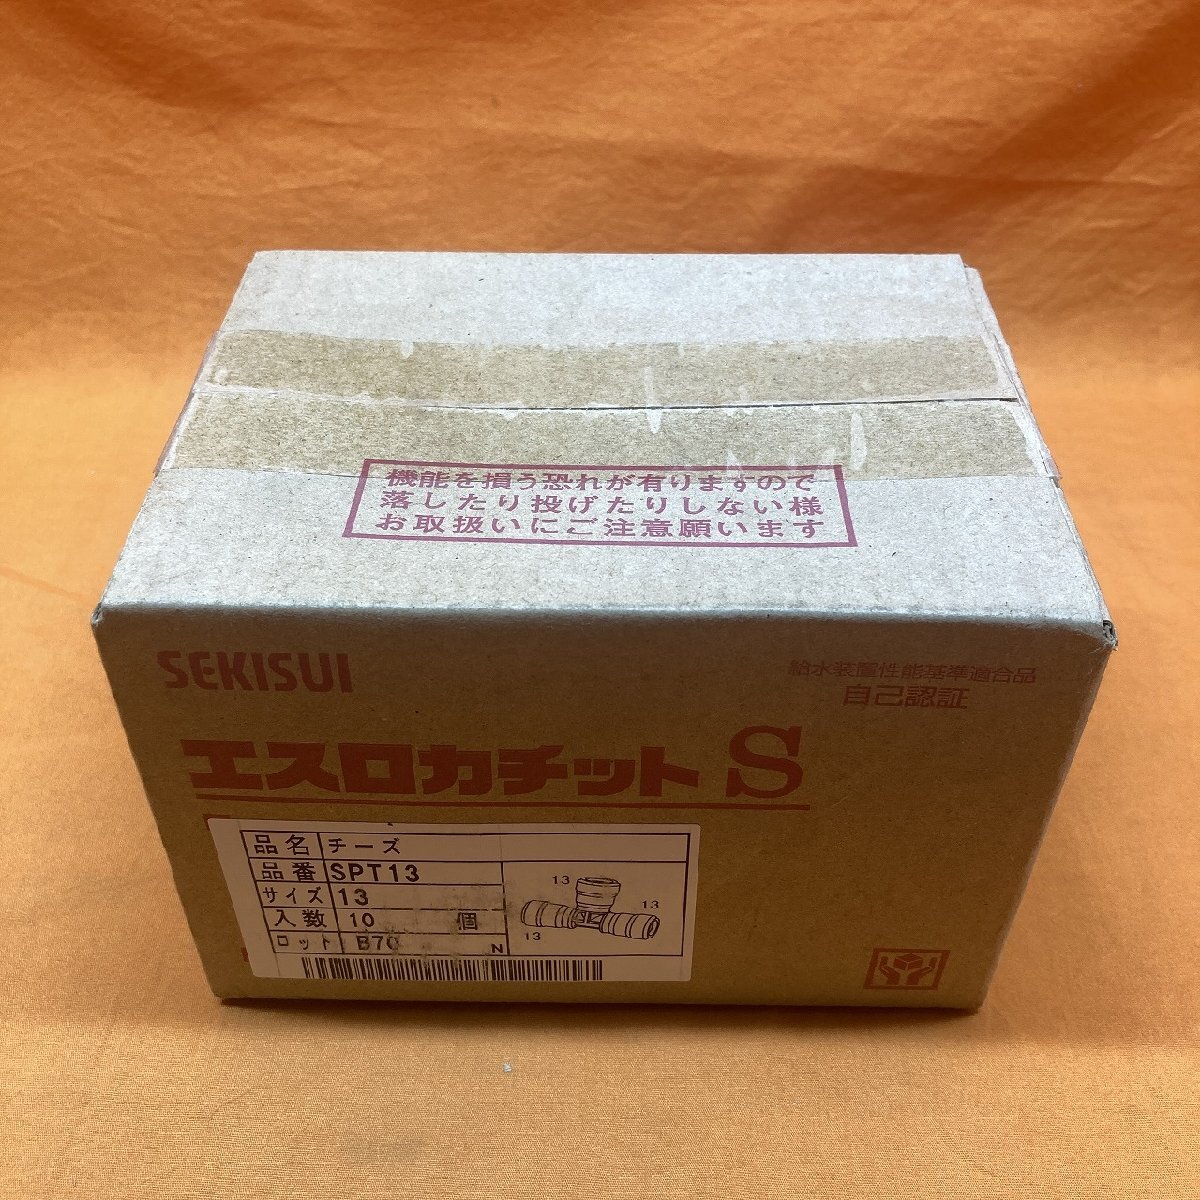 機能を損う恐れが有りますので
落したり投げたりしない様
お取扱いにご注意願います
SEKISUI
給水装置性能基準適合品
自己認証
エスロカチットS
品名 チーズ
品番 SPT13
サイズ 13
入数 10 個
ロット B70 N
13
13
13